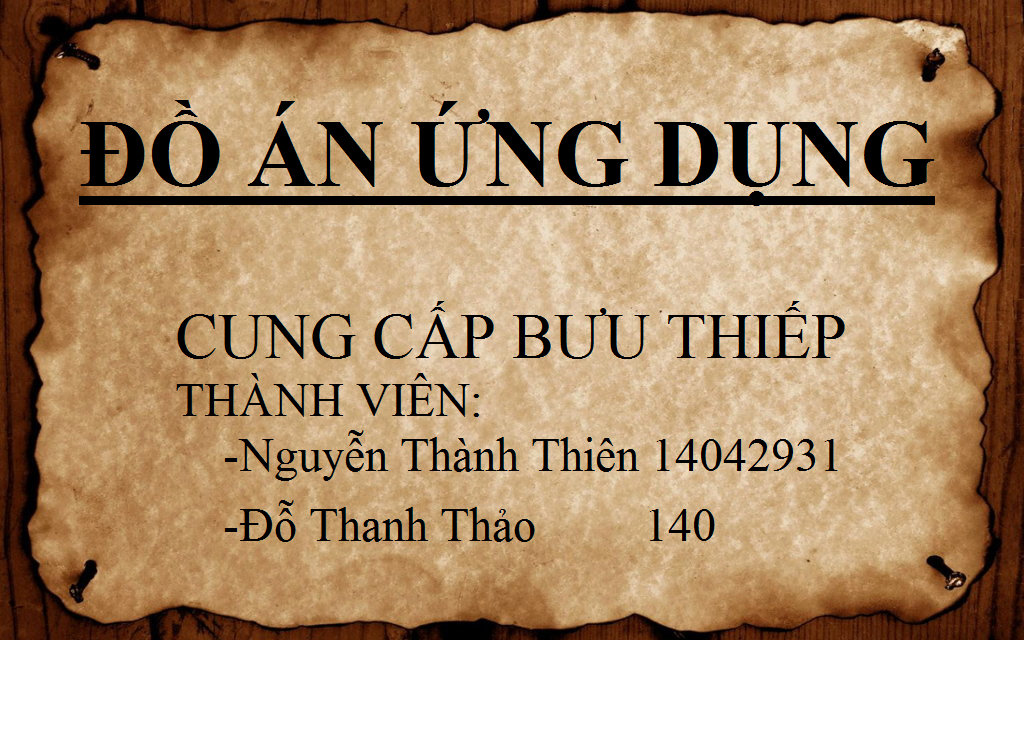 ĐỒ ÁN ỨNG DỤNG
CUNG CẤP BƯU THIẾP
THÀNH VIÊN:
-Nguyễn Thành Thiên 14042931
-Đỗ Thanh Thảo 140